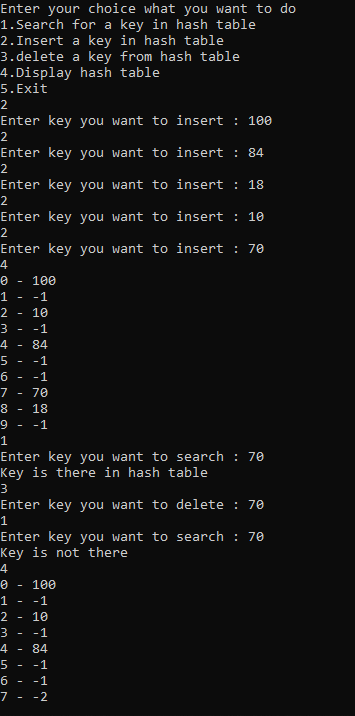 Enter your choice what you want to do
1.Search for a key in hash table
2.Insert a key in hash table
3.delete a key from hash table
4.Display hash table
5.Exit
2
Enter key you want to insert : 100
2
Enter key you want to insert : 84
2
Enter key you want to insert : 18
2
Enter key you want to insert : 10
2
Enter key you want to insert : 70
4
0 - 100
1 - -1
2 - 10
3 - -1
4 - 84
5 - -1
6 - -1
7 - 70
8 - 18
9 - -1
1
Enter key you want to search : 70
Key is there in hash table
3
Enter key you want to delete : 70
1
Enter key you want to search : 70
Key is not there
4
0 - 100
1 - -1
2 - 10
3 - -1
4 - 84
5 - -1
6 - -1
7 - -2